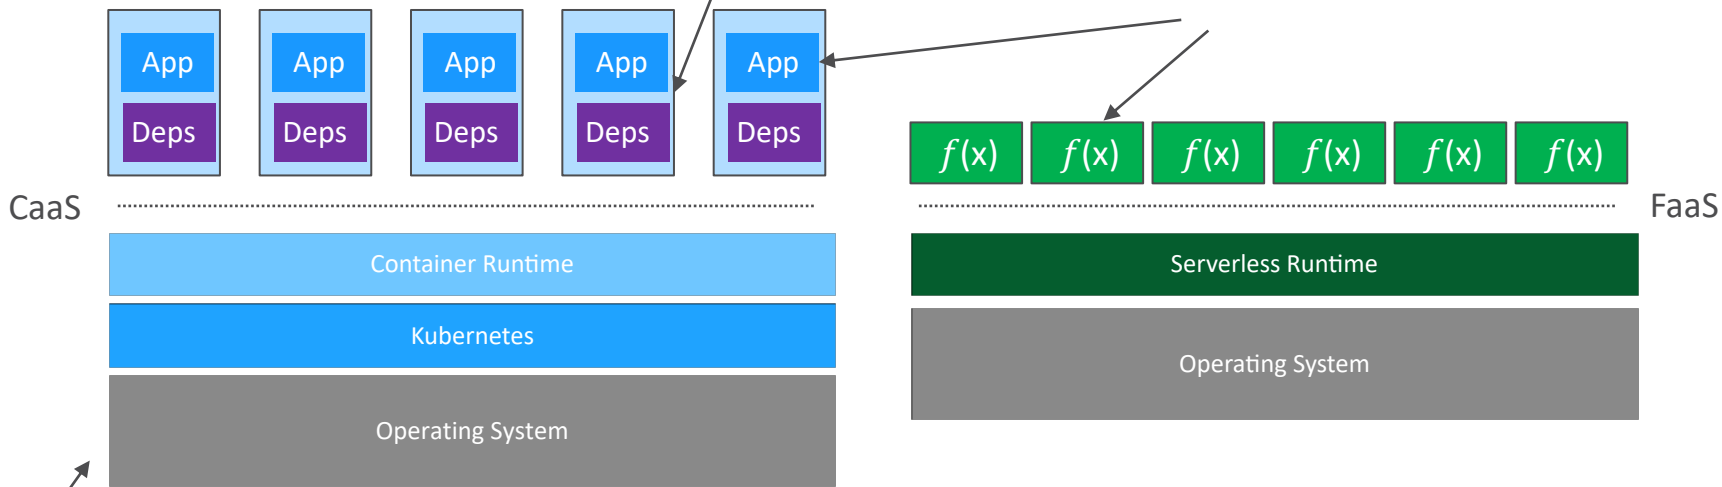 App App App App App
Deps Deps Deps Deps Deps
f(x) f(x) f(x) f(x) f(x) f(x)
CaaS
FaaS
Container Runtime
Serverless Runtime
Kubernetes
Operating System
Operating System